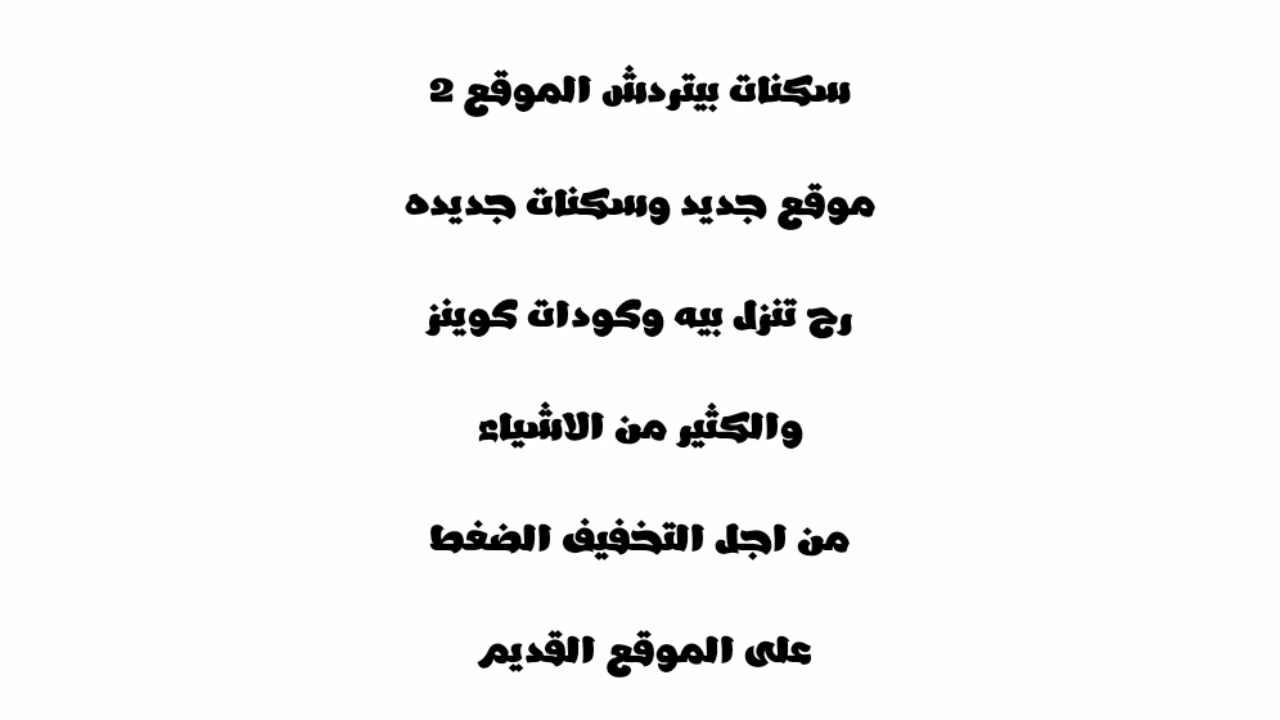 سكنات بيتردش الموقع 2
موقع جديد وسكنات جديده
رح تنزل بيه وكودات كوينز
والكثير من الاشياء
من اجل التخفيف الضغط
على الموقع القديم